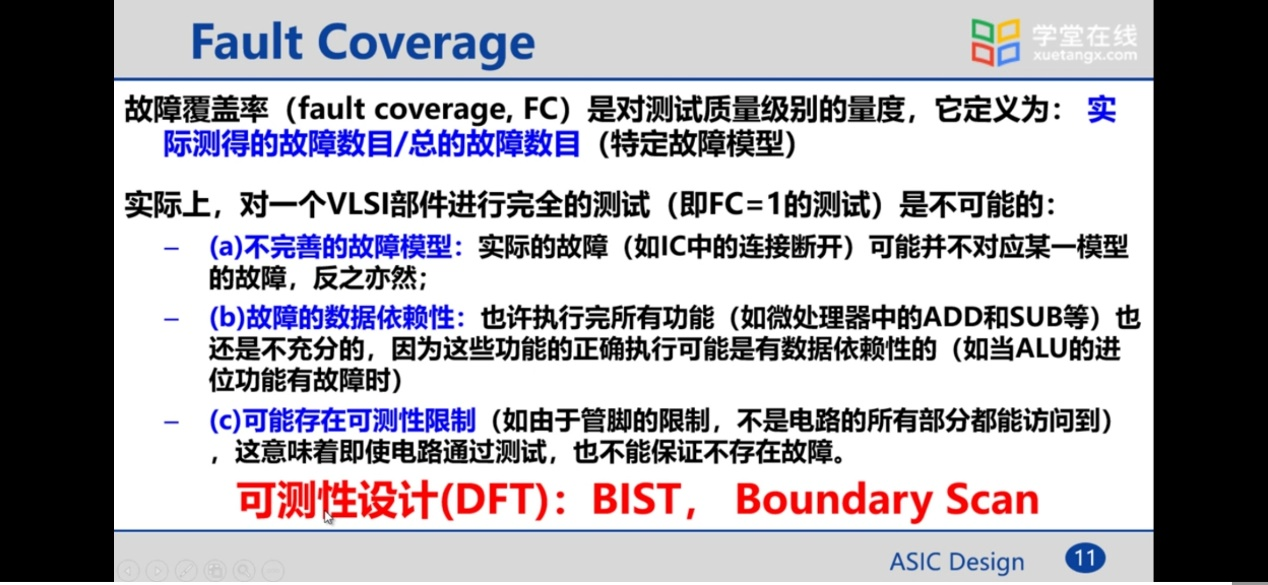 Fault Coverage
学堂在线
xuetangx.com
故障覆盖率（fault coverage, FC）是对测试质量级别的量度，它定义为： 实
际测得的故障数目/总的故障数目（特定故障模型）
实际上，对一个VLSI部件进行完全的测试（即FC=1的测试）是不可能的：
– (a)不完善的故障模型：实际的故障（如IC中的连接断开）可能并不对应某一模型
的故障，反之亦然；
– (b)故障的数据依赖性：也许执行完所有功能（如微处理器中的ADD和SUB等）也
还是不充分的，因为这些功能的正确执行可能是有数据依赖性的（如当ALU的进
位功能有故障时）
– (c)可能存在可测性限制（如由于管脚的限制，不是电路的所有部分都能访问到）
，这意味着即使电路通过测试，也不能保证不存在故障。
可测性设计(DFT)：BIST， Boundary Scan
ASIC Design
11